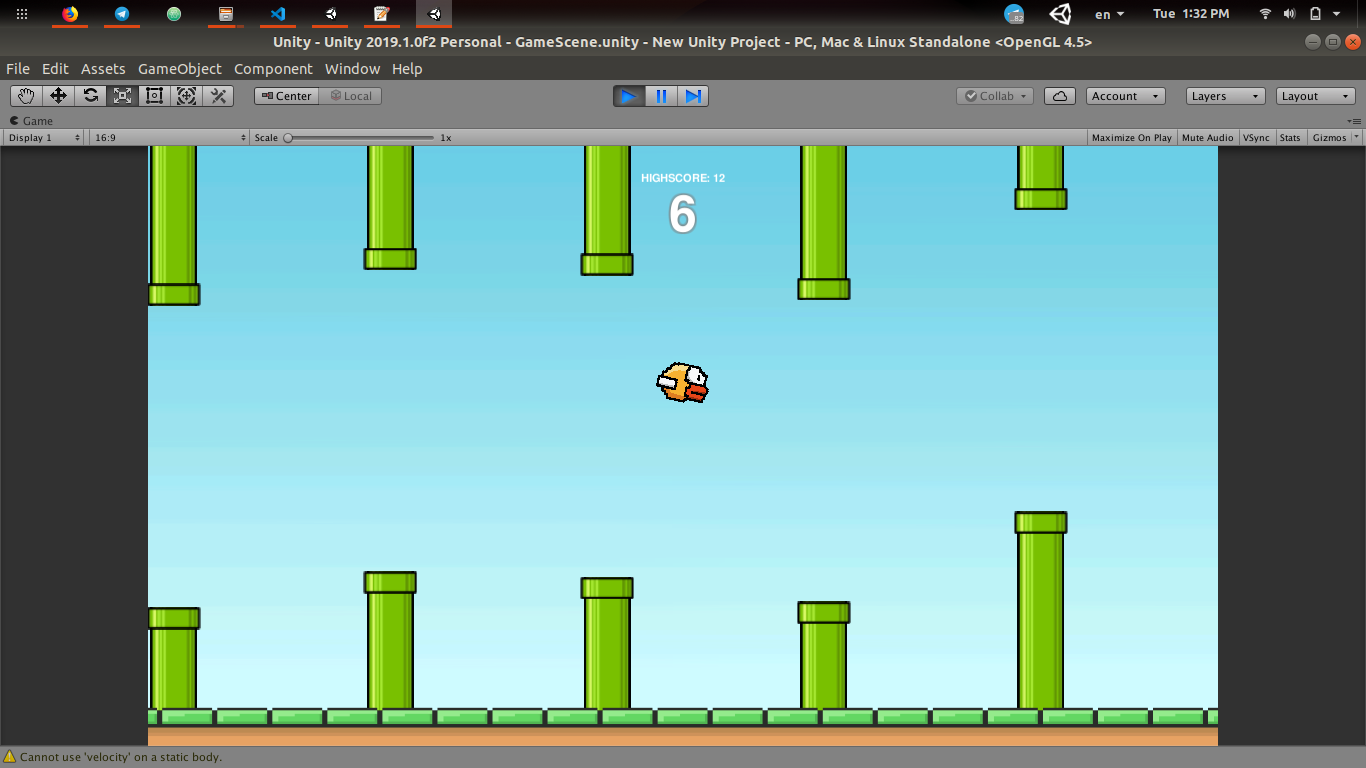 .82
en
Tue 1:32 PM
Unity - Unity 2019.1.0f2 Personal - GameScene.unity - New Unity Project - PC, Mac & Linux Standalone <OpenGL 4.5>
File Edit Assets GameObject Component Window Help
Center Local Collab Account Layers Layout
Game
Display 1 16:9 Scale 1x Maximize On Play Mute Audio VSync Stats Gizmos
HIGHSCORE: 12
6
Cannot use 'velocity' on a static body.